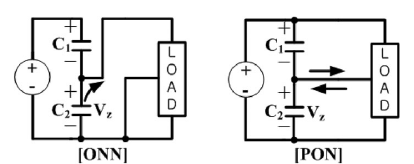 +
C1
−
+
−
+
C2
Vz
−
L
O
A
D
[ONN]
+
C1
−
+
-
+
C2
Vz
−
L
O
A
D
[PON]